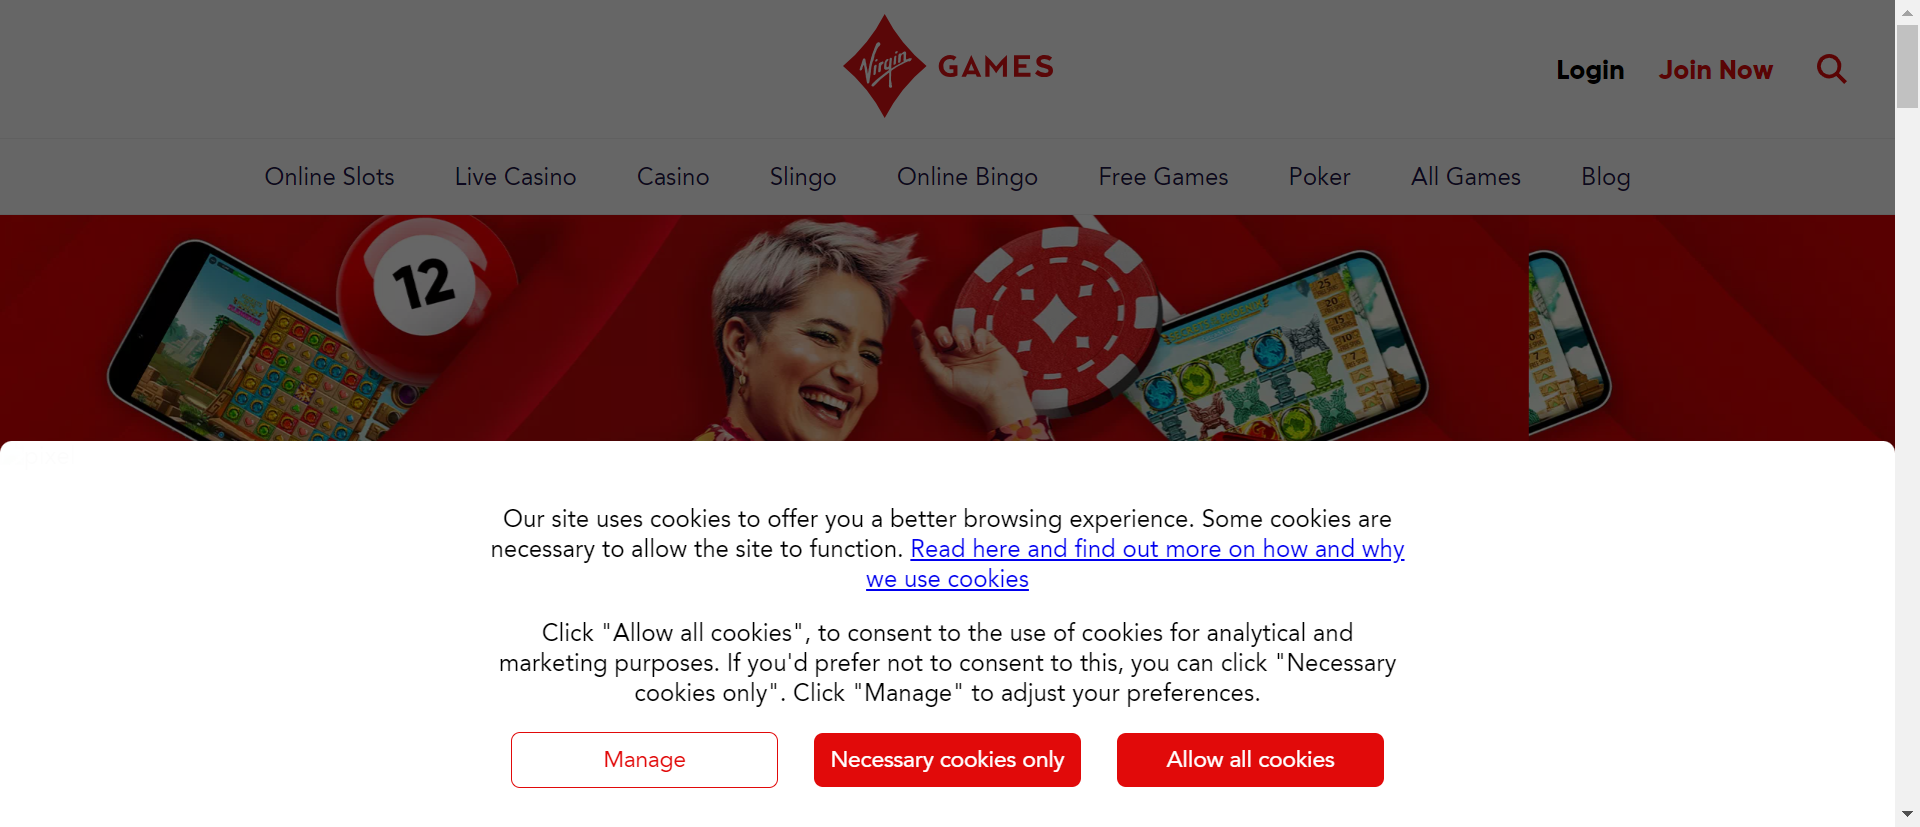 Virgin GAMES
Login Join Now
Online Slots Live Casino Casino Slingo Online Bingo Free Games Poker All Games Blog
12
25
20
15
10
7
Our site uses cookies to offer you a better browsing experience. Some cookies are
necessary to allow the site to function. Read here and find out more on how and why
we use cookies
Click "Allow all cookies", to consent to the use of cookies for analytical and
marketing purposes. If you'd prefer not to consent to this, you can click "Necessary
cookies only". Click "Manage" to adjust your preferences.
Manage Necessary cookies only Allow all cookies